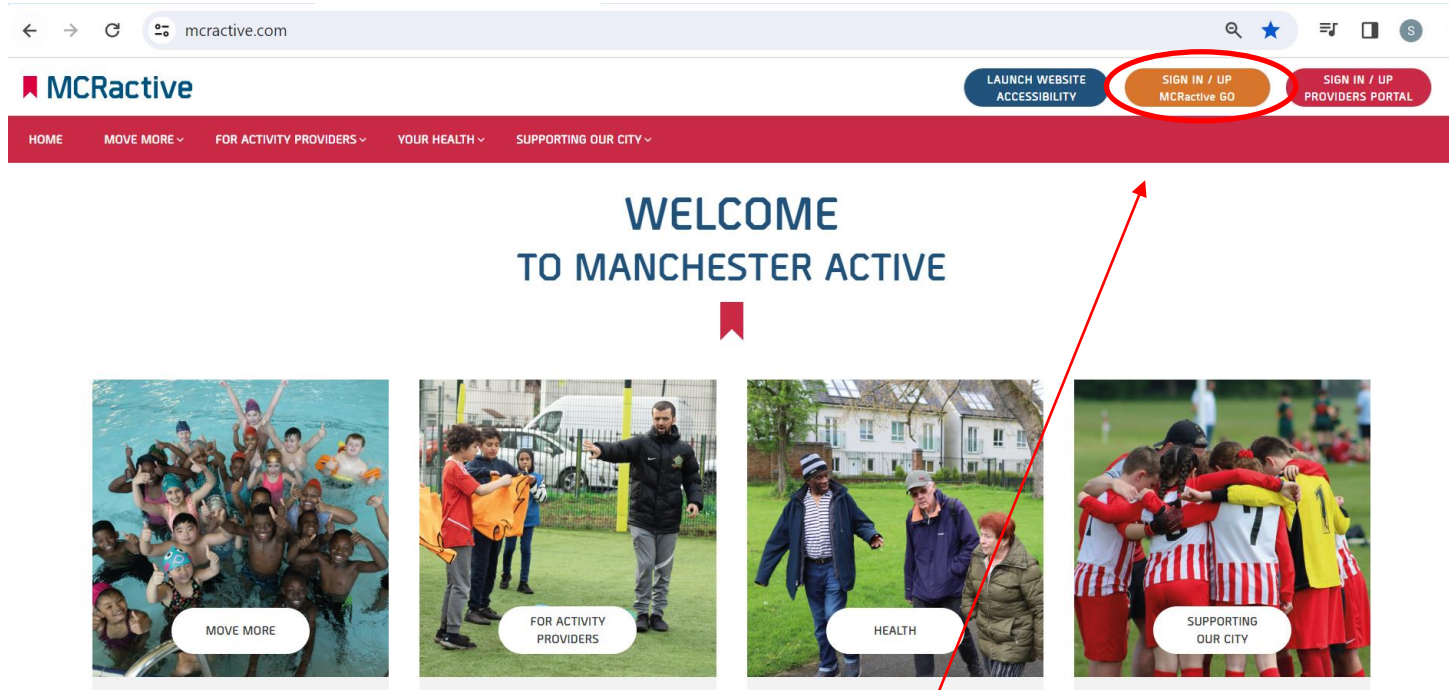 mcractive.com
S
MCRactive
LAUNCH WEBSITE
ACCESSIBILITY
SIGN IN / UP
MCRactive GO
SIGN IN / UP
PROVIDERS PORTAL
HOME
MOVE MORE
FOR ACTIVITY PROVIDERS
YOUR HEALTH
SUPPORTING OUR CITY
WELCOME
TO MANCHESTER ACTIVE
7
1
MOVE MORE
FOR ACTIVITY
PROVIDERS
HEALTH
SUPPORTING
OUR CITY